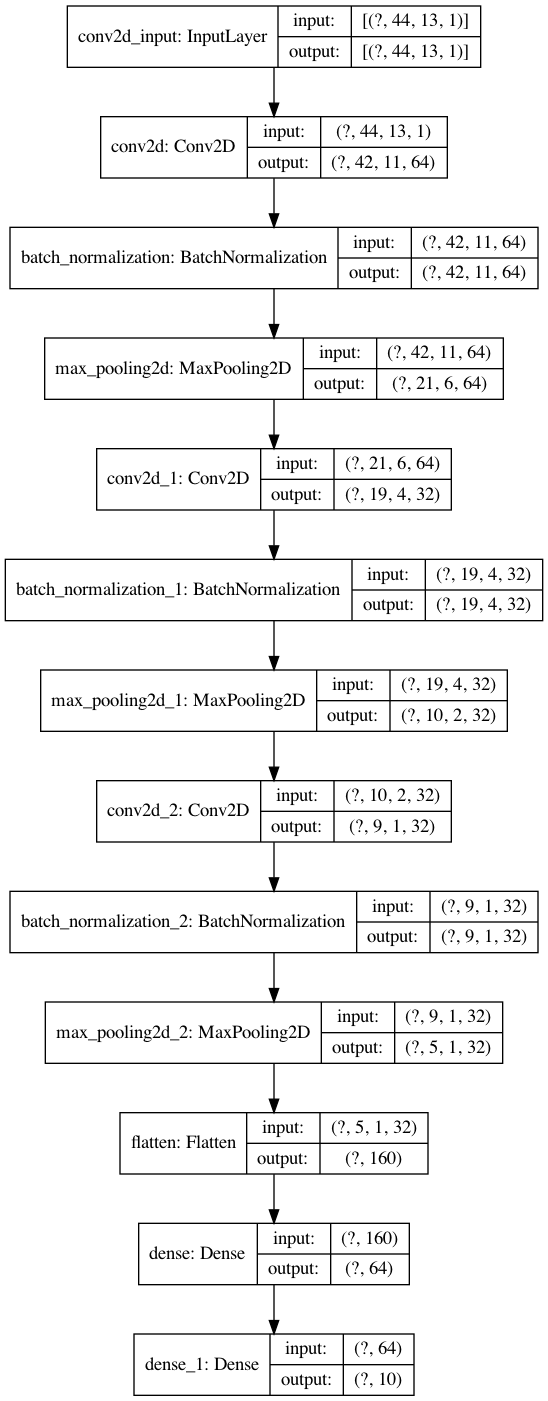 conv2d_input: InputLayer
input:
[(?, 44, 13, 1)]
output:
[(?, 44, 13, 1)]
conv2d: Conv2D
input:
(?, 44, 13, 1)
output:
(?, 42, 11, 64)
batch_normalization: BatchNormalization
input:
(?, 42, 11, 64)
output:
(?, 42, 11, 64)
max_pooling2d: MaxPooling2D
input:
(?, 42, 11, 64)
output:
(?, 21, 6, 64)
conv2d_1: Conv2D
input:
(?, 21, 6, 64)
output:
(?, 19, 4, 32)
batch_normalization_1: BatchNormalization
input:
(?, 19, 4, 32)
output:
(?, 19, 4, 32)
max_pooling2d_1: MaxPooling2D
input:
(?, 19, 4, 32)
output:
(?, 10, 2, 32)
conv2d_2: Conv2D
input:
(?, 10, 2, 32)
output:
(?, 9, 1, 32)
batch_normalization_2: BatchNormalization
input:
(?, 9, 1, 32)
output:
(?, 9, 1, 32)
max_pooling2d_2: MaxPooling2D
input:
(?, 9, 1, 32)
output:
(?, 5, 1, 32)
flatten: Flatten
input:
(?, 5, 1, 32)
output:
(?, 160)
dense: Dense
input:
(?, 160)
output:
(?, 64)
dense_1: Dense
input:
(?, 64)
output:
(?, 10)